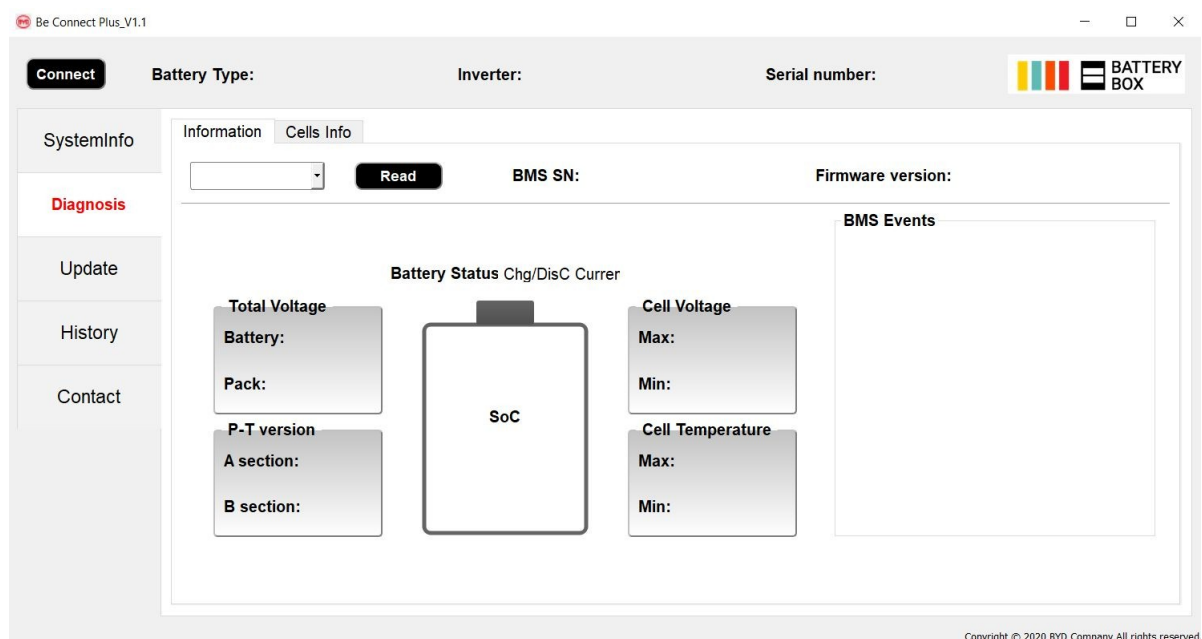 Be Connect Plus_V1.1
Connect
Battery Type:
Inverter:
Serial number:
BATTERY
BOX
SystemInfo
Diagnosis
Update
History
Contact
Information
Cells Info
Read
BMS SN:
Firmware version:
BMS Events
Battery Status Chg/DisC Currer
Total Voltage
Battery:
Pack:
P-T version
A section:
B section:
SoC
Cell Voltage
Max:
Min:
Cell Temperature
Max:
Min:
Copyright © 2020 BYD Company All rights reserved